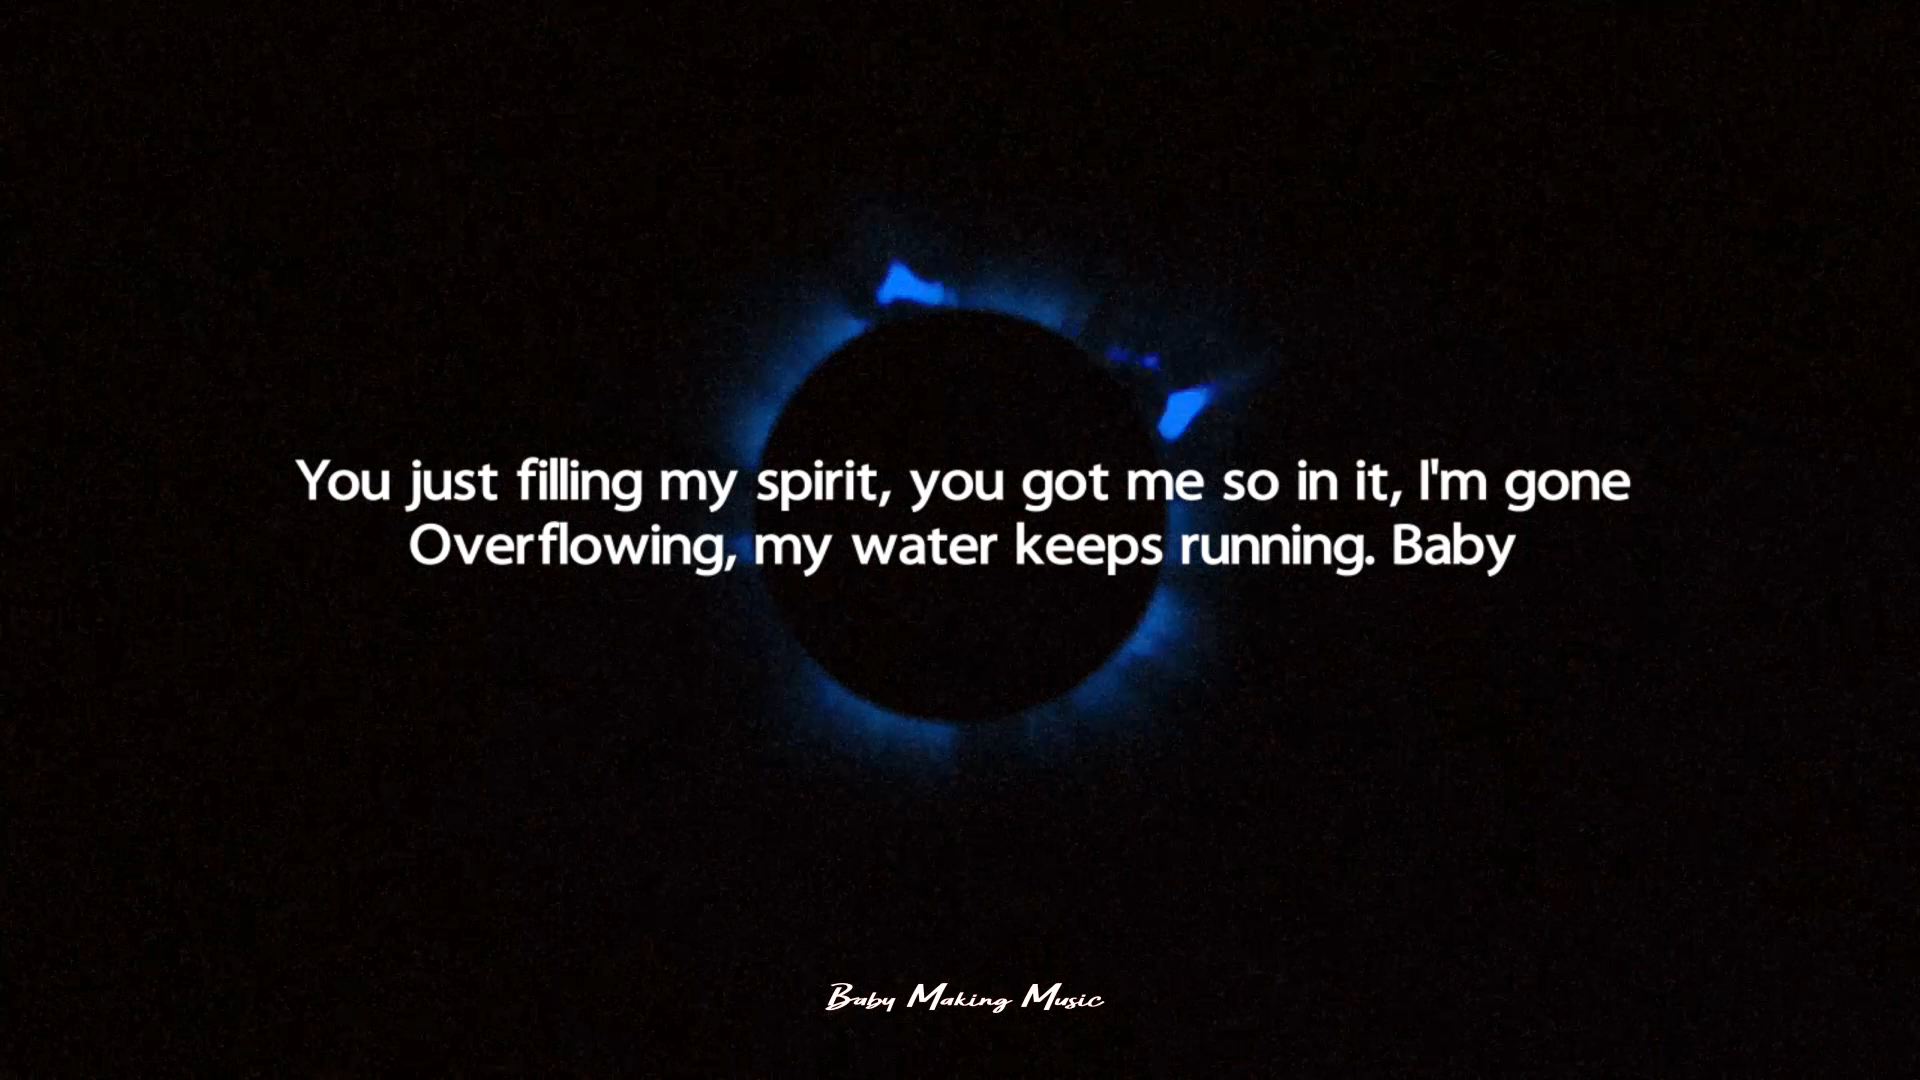 You just filling my spirit, you got me so in it, I'm gone
Overflowing, my water keeps running. Baby
Baby Making Music